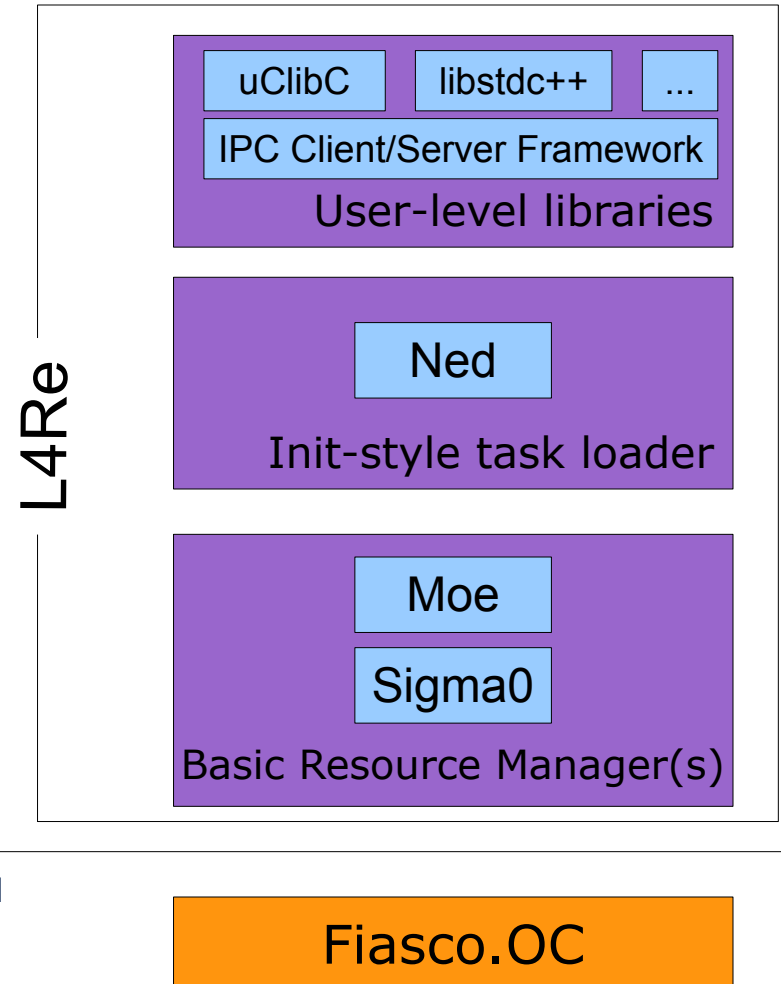 uClibC libstdc++ ...
IPC Client/Server Framework
User-level libraries
Ned
Init-style task loader
L4Re
Moe
Sigma0
Basic Resource Manager(s)
Fiasco.OC